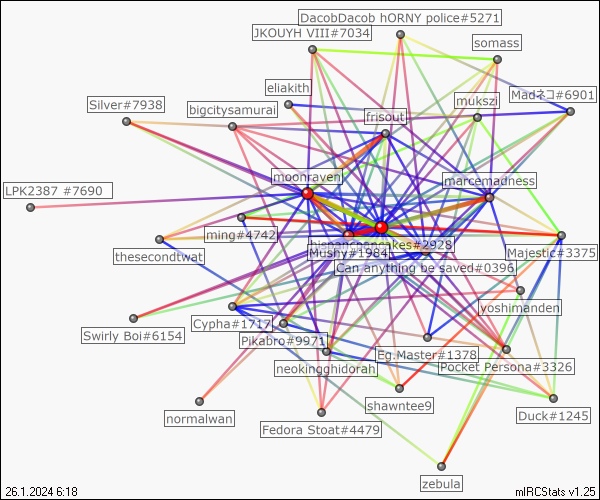 DacobDacob hORNY police#5271
JKOUYH VIII#7034
somass
eliakith
Madネコ#6901
Silver#7938
bigcitysamurai
mukszi
frisout
moonraven
marcemadness
LPK2387 #7690
ming#4742
hisnancooncakes#2928
Mushy#1984
Majestic#3375
thesecondtwat
Can anything be saved#0396
yoshimanden
Cypha#1717
Swirly Boi#6154
Pikabro#9971
Eg.Master#1378
neokingghidorah
Pocket Persona#3326
shawntee9
normalwan
Duck#1245
Fedora Stoat#4479
zebula
26.1.2024 6:18
mIRCStats v1.25